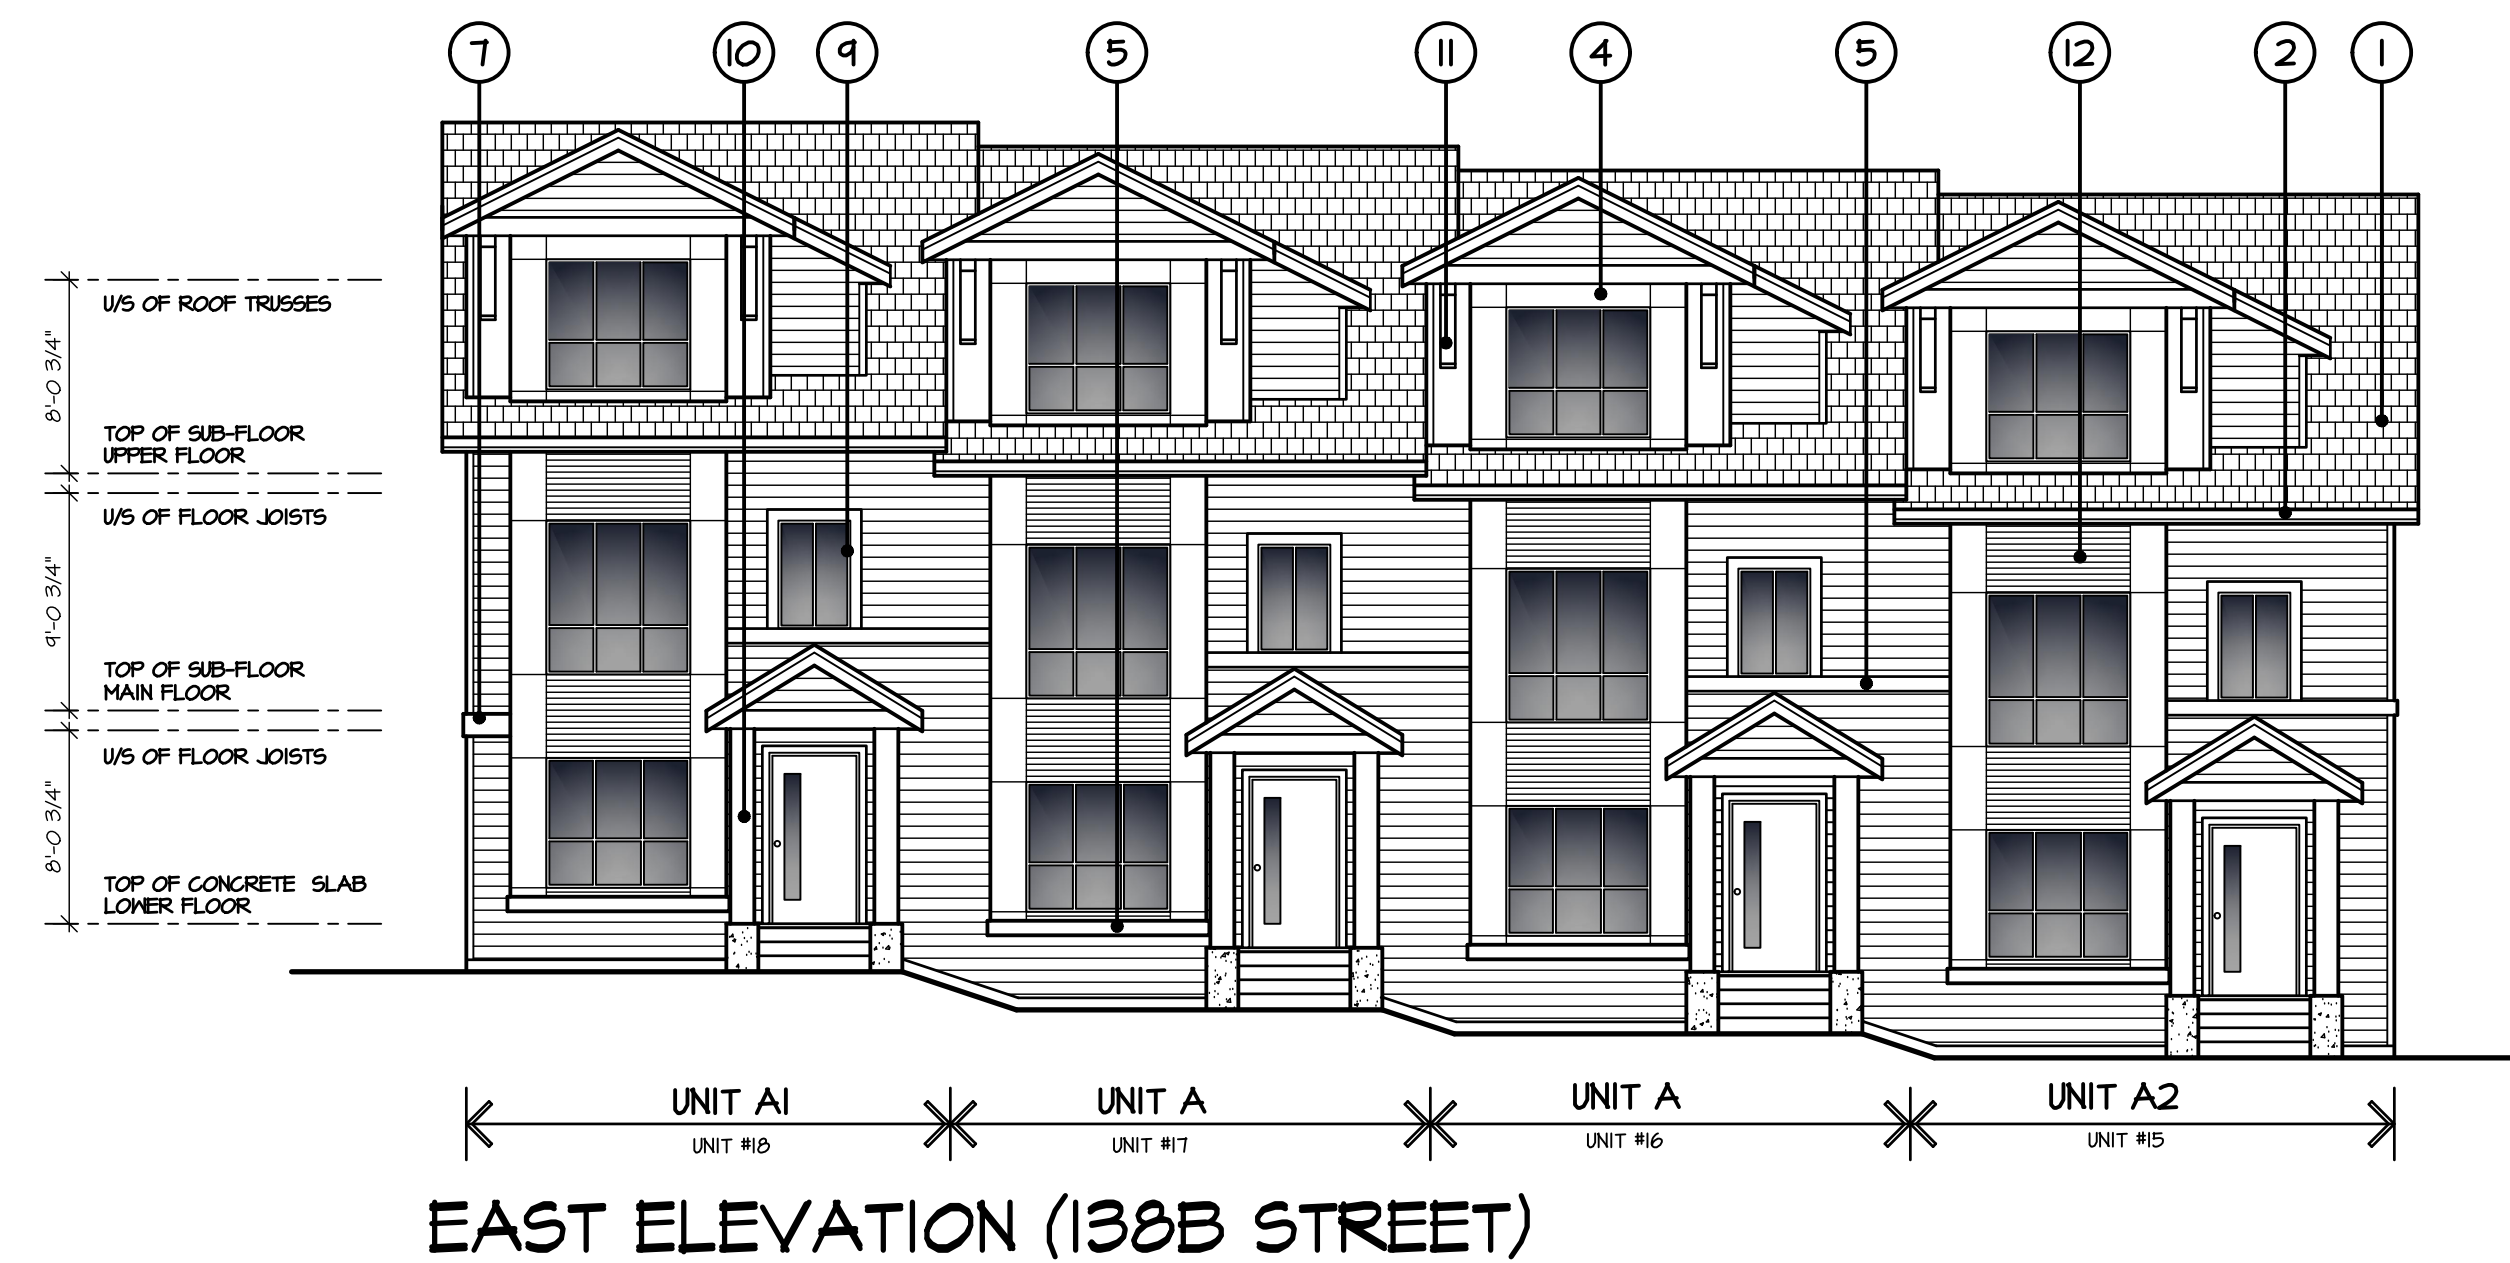 7 10 9 5 11 4 5 12 2 1
U/S OF ROOF TRUSSES
8'-0 3/4"
TOP OF SUB-FLOOR
UPPER FLOOR
U/S OF FLOOR JOISTS
9'-0 3/4"
TOP OF SUB-FLOOR
MAIN FLOOR
U/S OF FLOOR JOISTS
8'-0 3/4"
TOP OF CONCRETE SLAB
LOWER FLOOR
UNIT A1
UNIT #18
UNIT A
UNIT #17
UNIT A
UNIT #16
UNIT A2
UNIT #15
EAST ELEVATION (138B STREET)